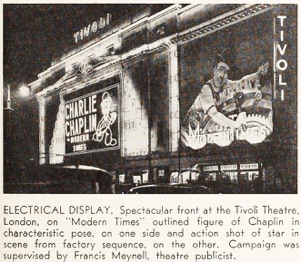 TIVOLI
TIVOLI
CHARLIE
CHAPLIN
IN MODERN
TIMES
ELECTRICAL DISPLAY. Spectacular front at the Tivoli Theatre,
London, on "Modern Times" outlined figure of Chaplin in
characteristic pose, on one side and action shot of star in
scene from factory sequence, on the other. Campaign was
supervised by Francis Meynell, theatre publicist.